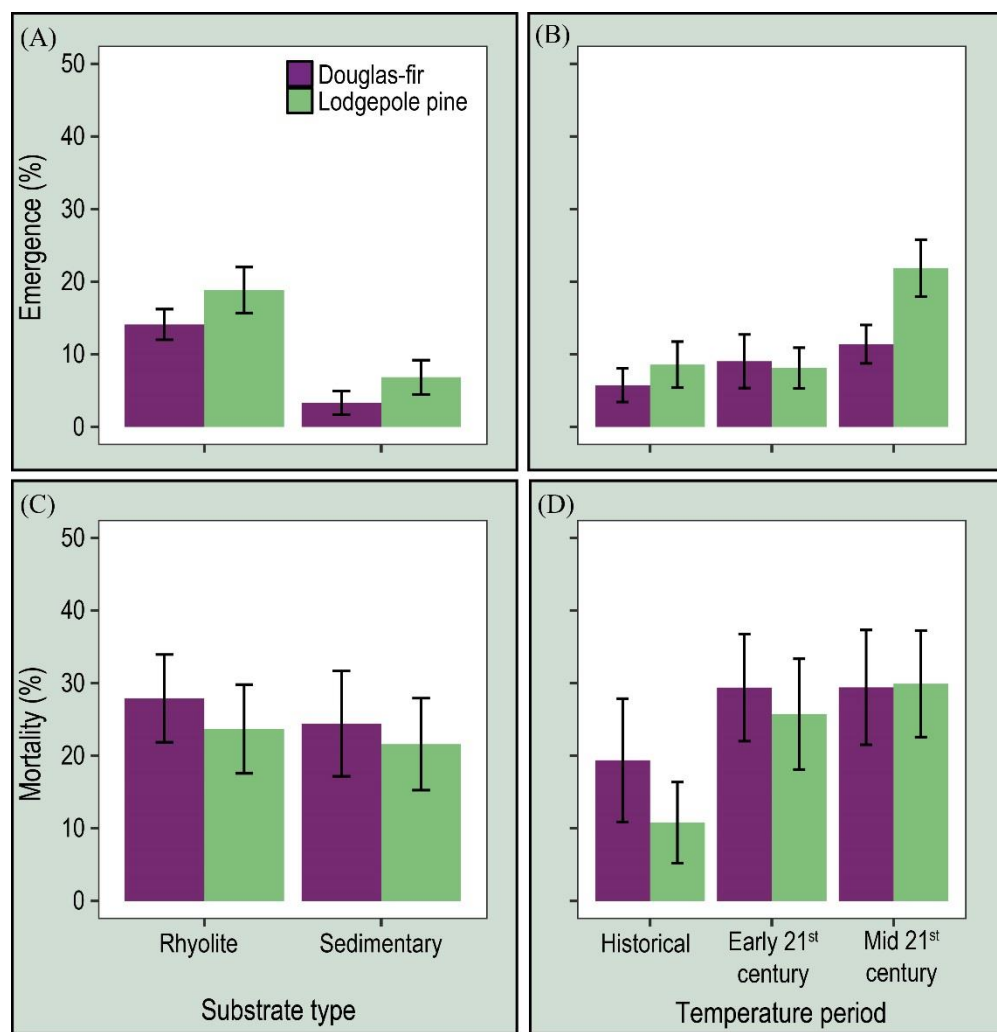 (A)
Douglas-fir
Lodgepole pine
Emergence (%)
50
40
30
20
10
0
(B)
(C)
Mortality (%)
50
40
30
20
10
0
Rhyolite Sedimentary
Substrate type
(D)
Historical Early 21st century Mid 21st century
Temperature period